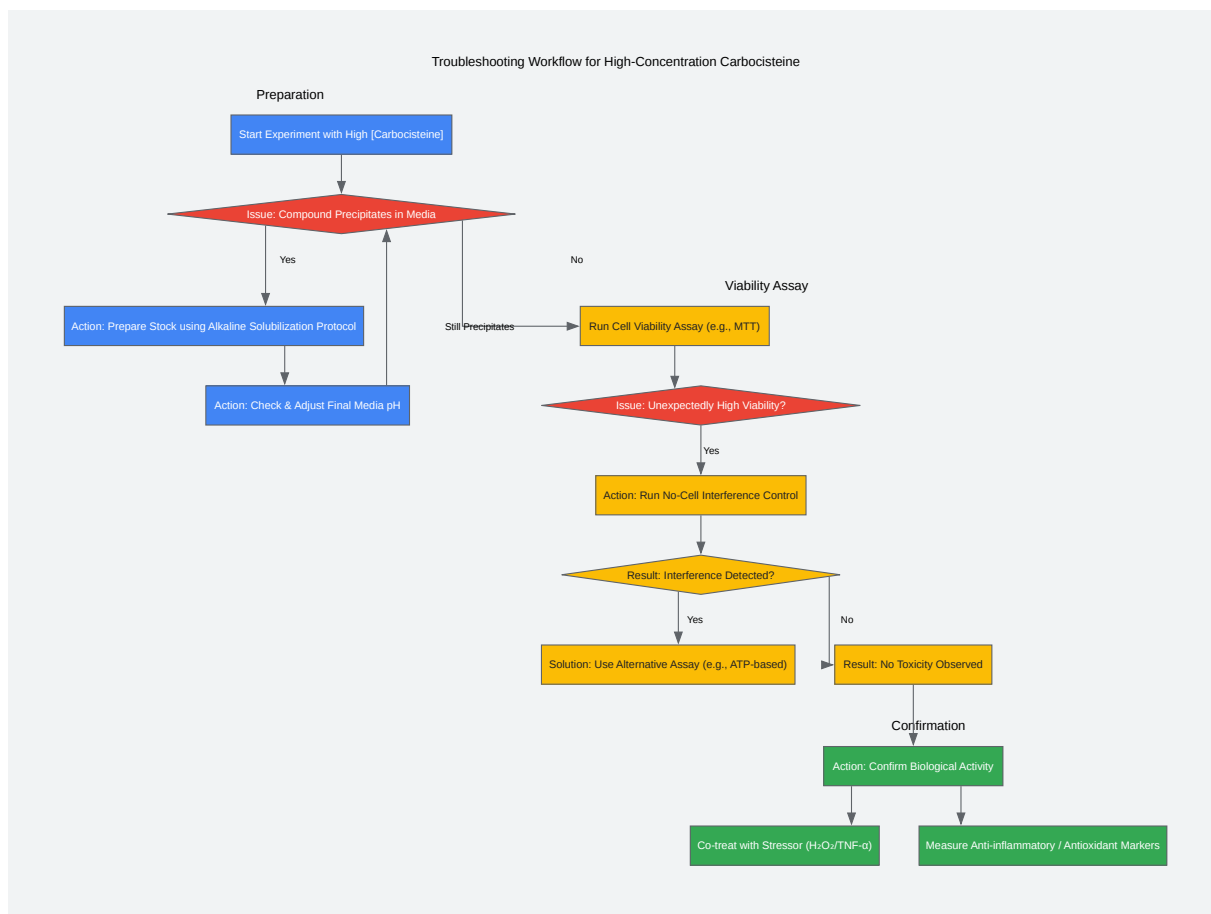 Troubleshooting Workflow for High-Concentration Carbocisteine
Preparation
Start Experiment with High [Carbocisteine]
Issue: Compound Precipitates in Media
Yes
No
Viability Assay
Action: Prepare Stock using Alkaline Solubilization Protocol
Still Precipitates
Run Cell Viability Assay (e.g., MTT)
Action: Check & Adjust Final Media pH
Issue: Unexpectedly High Viability?
Yes
Action: Run No-Cell Interference Control
Result: Interference Detected?
Yes
No
Solution: Use Alternative Assay (e.g., ATP-based)
Result: No Toxicity Observed
Confirmation
Action: Confirm Biological Activity
Co-treat with Stressor (H₂O₂/TNF-α)
Measure Anti-inflammatory / Antioxidant Markers